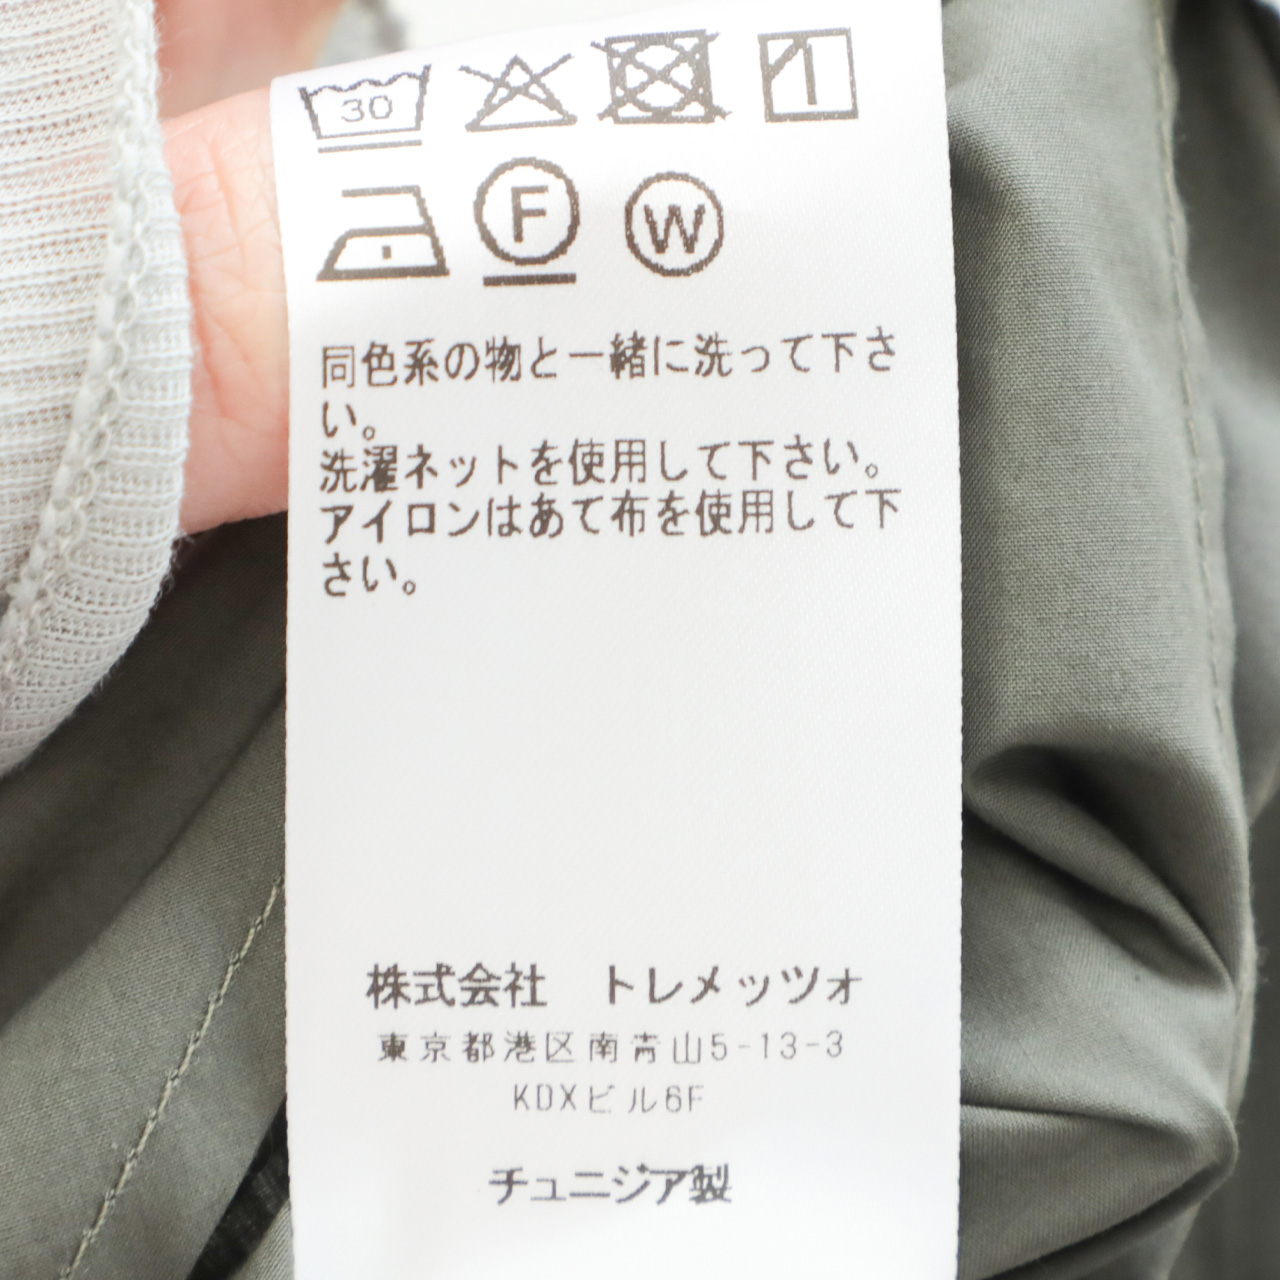 30
F
W
同色系の物と一緒に洗って下さ
い。
洗濯ネットを使用して下さい。
アイロンはあて布を使用して下
さい。
株式会社　トレメッツォ
東京都港区南青山5-13-3
KDXビル6F
チュニジア製